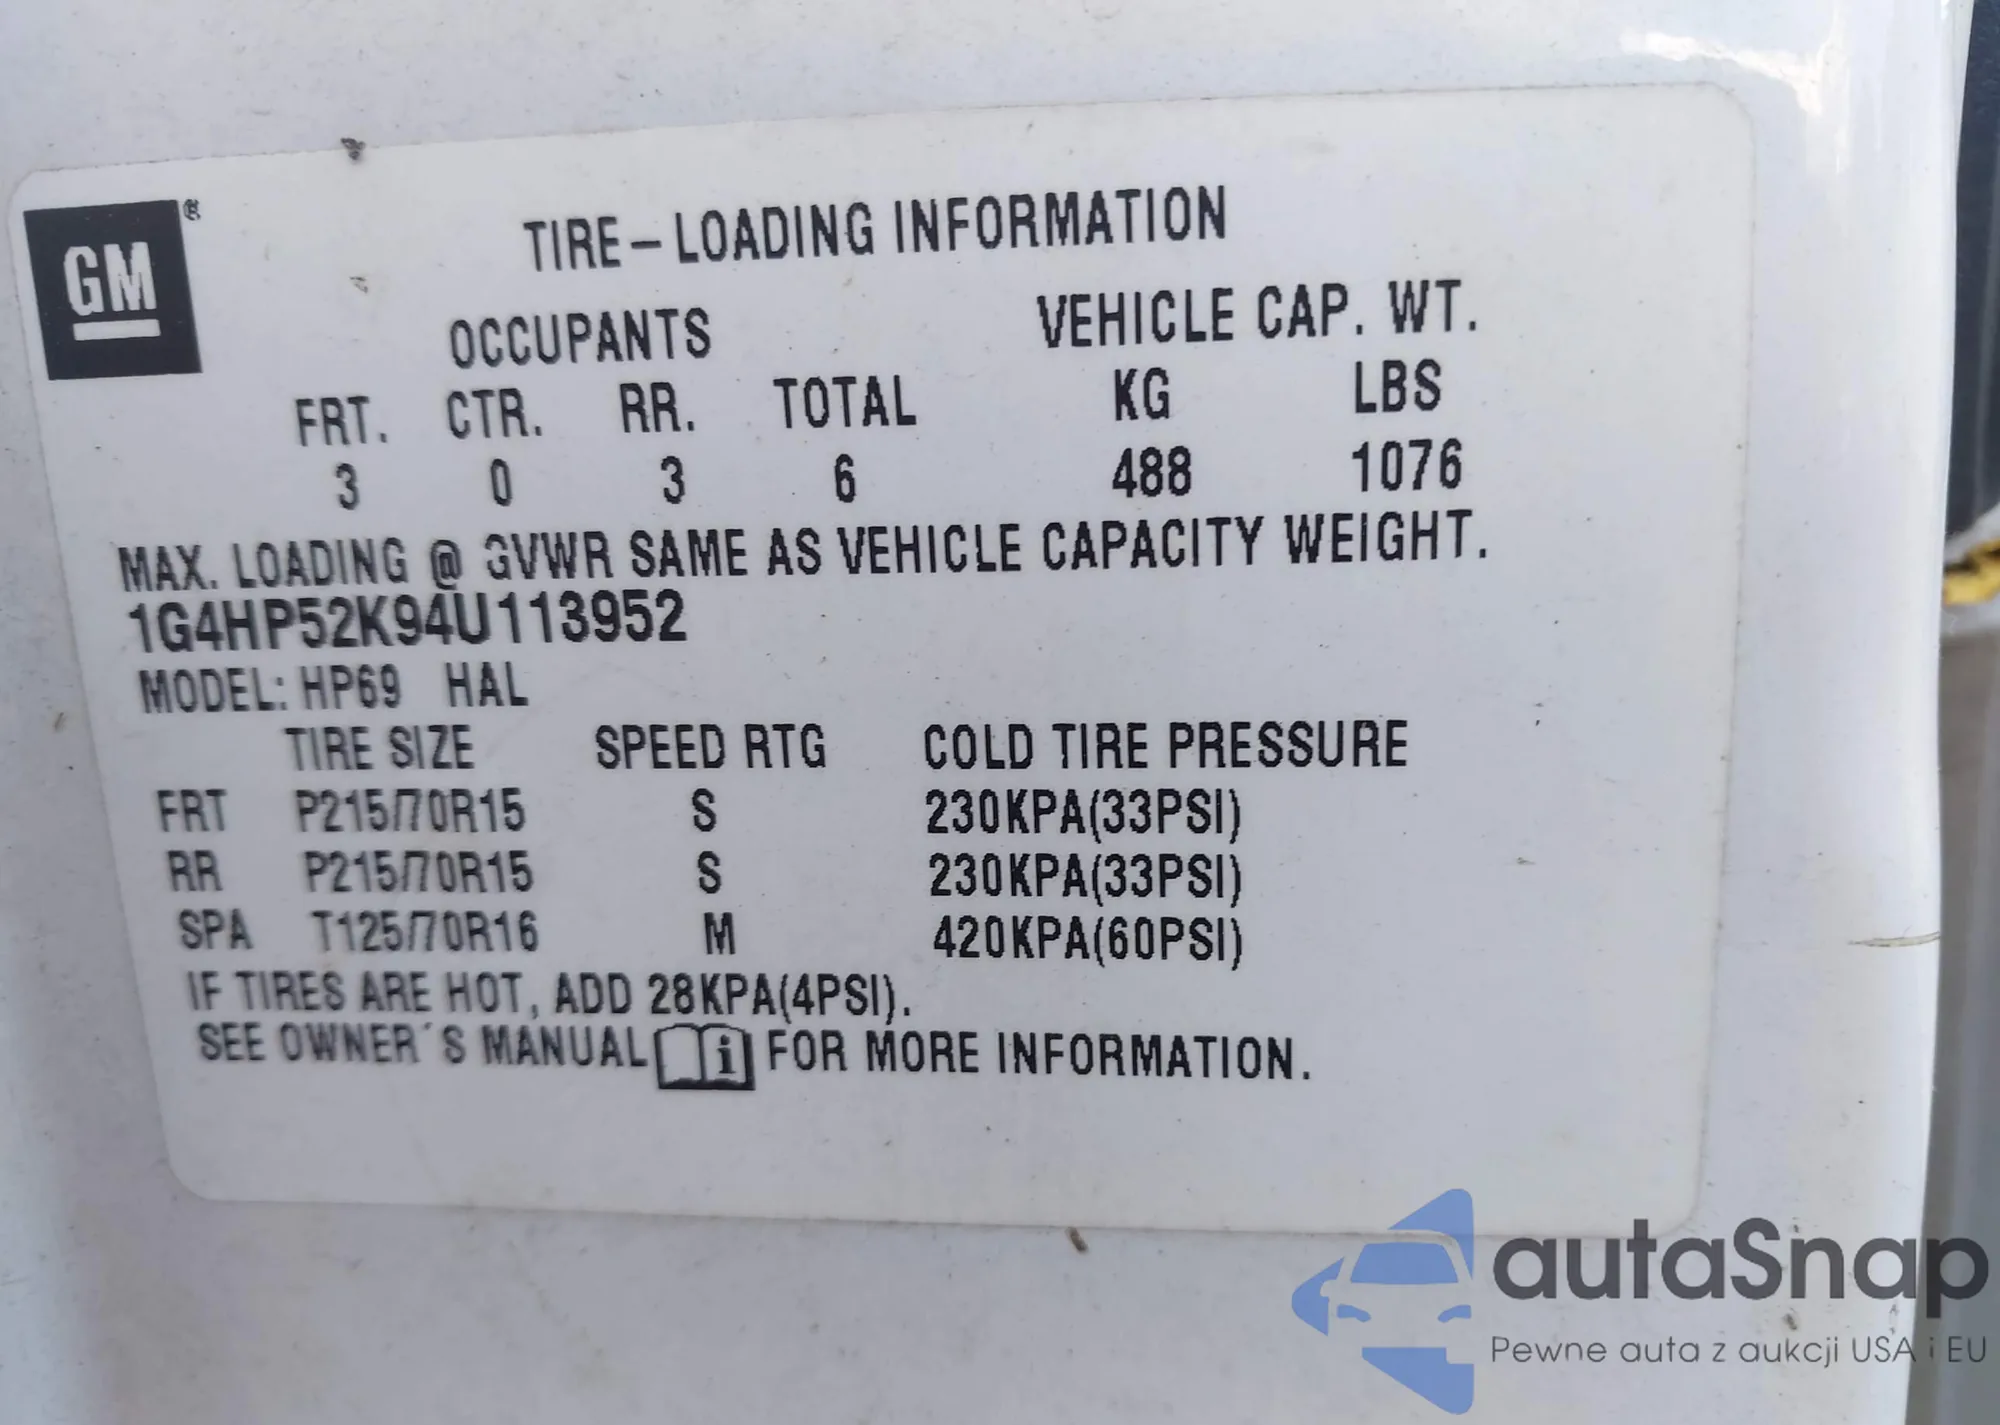 GM®
TIRE-LOADING INFORMATION
OCCUPANTS VEHICLE CAP. WT.
FRT. CTR. RR. TOTAL KG LBS
3 0 3 6 488 1076
MAX. LOADING @ GVWR SAME AS VEHICLE CAPACITY WEIGHT.
1G4HP52K94U113952
MODEL: HP69 HAL
TIRE SIZE SPEED RTG COLD TIRE PRESSURE
FRT P215/70R15 S 230KPA(33PSI)
RR P215/70R15 S 230KPA(33PSI)
SPA T125/70R16 M 420KPA(60PSI)
IF TIRES ARE HOT, ADD 28KPA(4PSI).
SEE OWNER´S MANUAL i FOR MORE INFORMATION.
autaSnap
Pewne auta z aukcji USA i EU